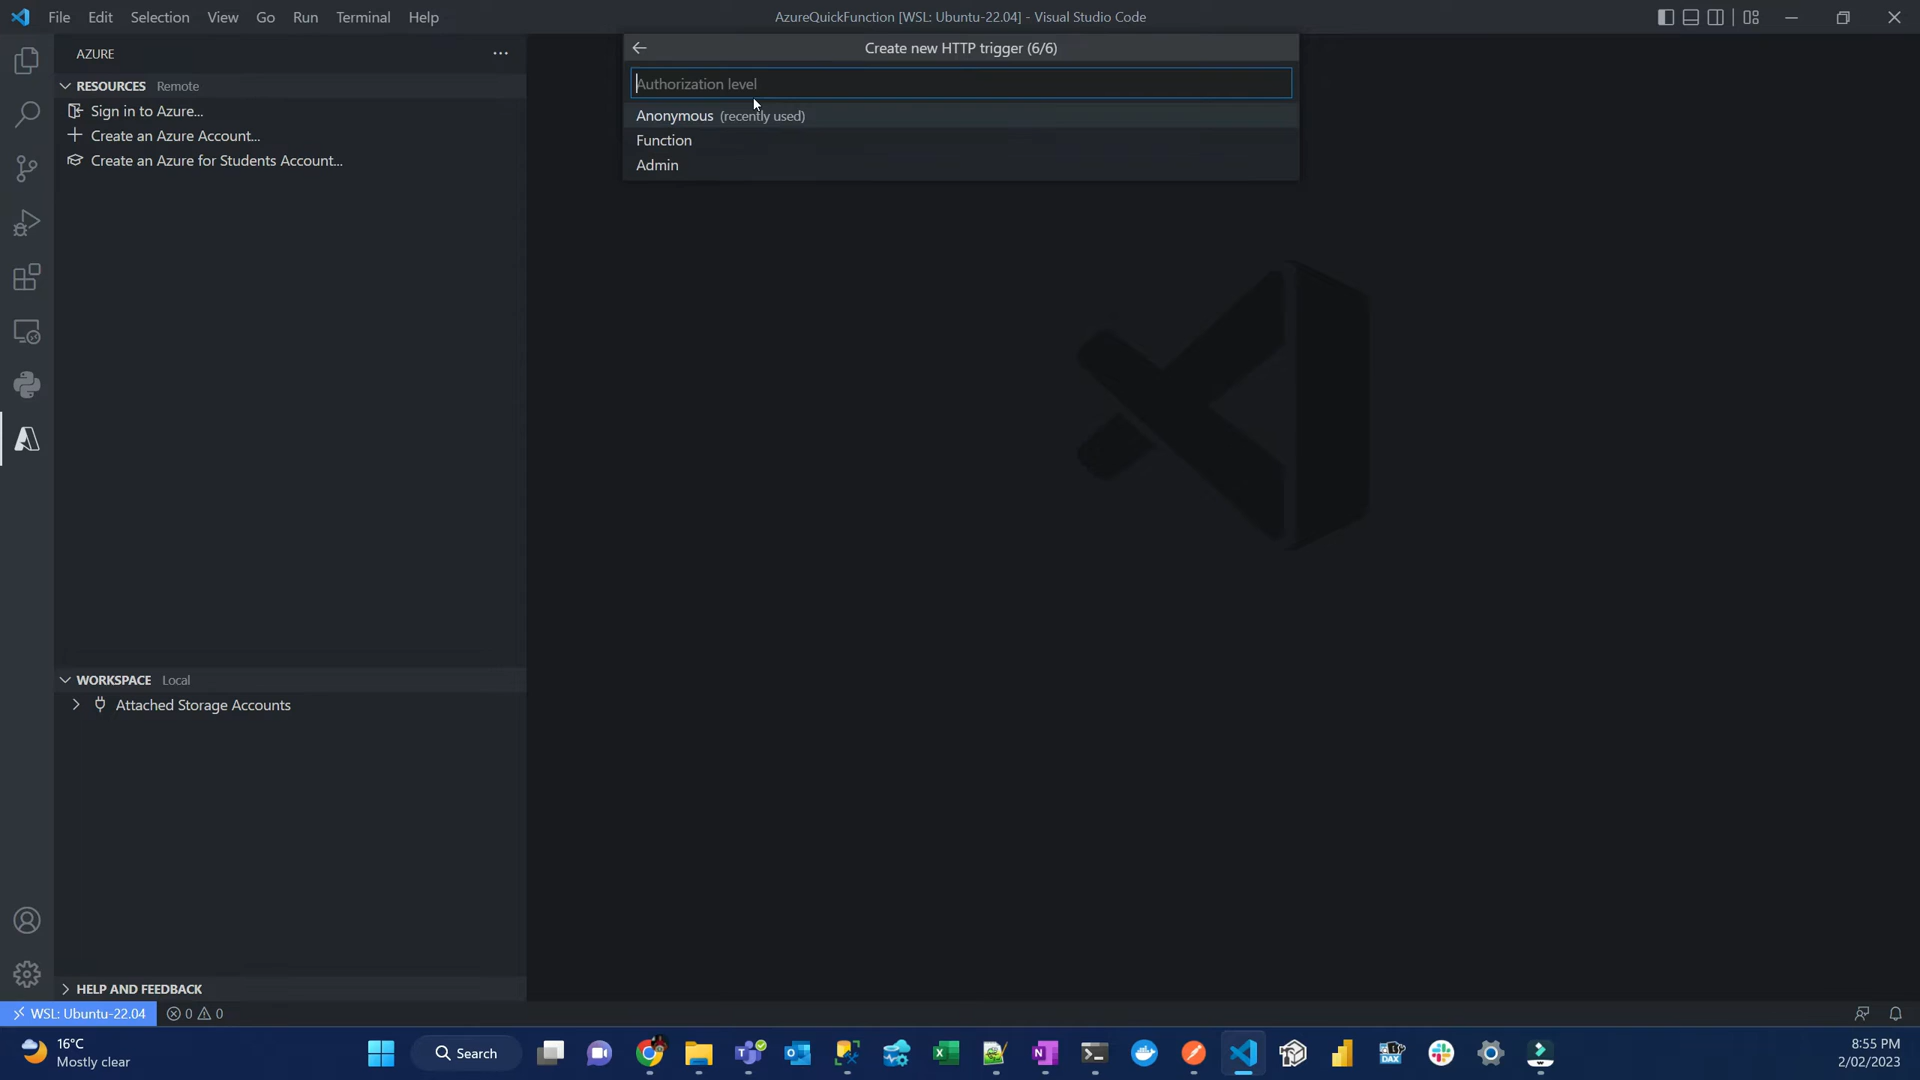 File Edit Selection View Go Run Terminal Help
AzureQuickFunction [WSL: Ubuntu-22.04] - Visual Studio Code
AZURE
RESOURCES Remote
Sign in to Azure...
Create an Azure Account...
Create an Azure for Students Account...
Create new HTTP trigger (6/6)
Authorization level
Anonymous (recently used)
Function
Admin
WORKSPACE Local
Attached Storage Accounts
HELP AND FEEDBACK
WSL: Ubuntu-22.04 0 0
16°C
Mostly clear
Search
DAX
8:55 PM
2/02/2023